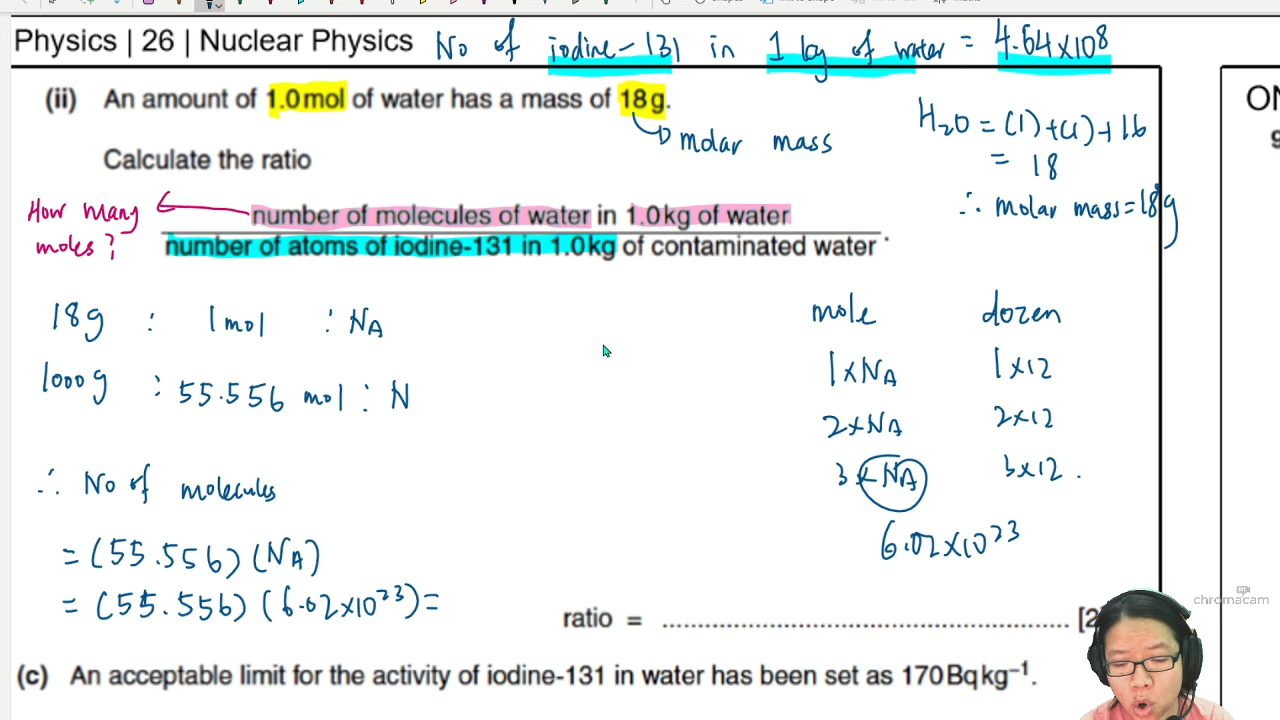 Physics | 26 | Nuclear Physics No of iodine-131 in 1 kg of water = 4.64×10⁸
(ii) An amount of 1.0 mol of water has a mass of 18 g.
molar mass
H₂O = (1)+(1)+16
= 18
∴ molar mass = 18g
Calculate the ratio
How many moles?
number of molecules of water in 1.0 kg of water
number of atoms of iodine-131 in 1.0 kg of contaminated water.
18g : 1 mol : NA
1000g : 55.556 mol : N
∴ No of molecules
= (55.556) (NA)
= (55.556) (6.02×10²³) =
mole dozen
1×NA 1×12
2×NA 2×12
3×NA 3×12.
6.02×10²³
chromacam
ratio = ............................................................ [2
(c) An acceptable limit for the activity of iodine-131 in water has been set as 170 Bq kg⁻¹.
ON
9